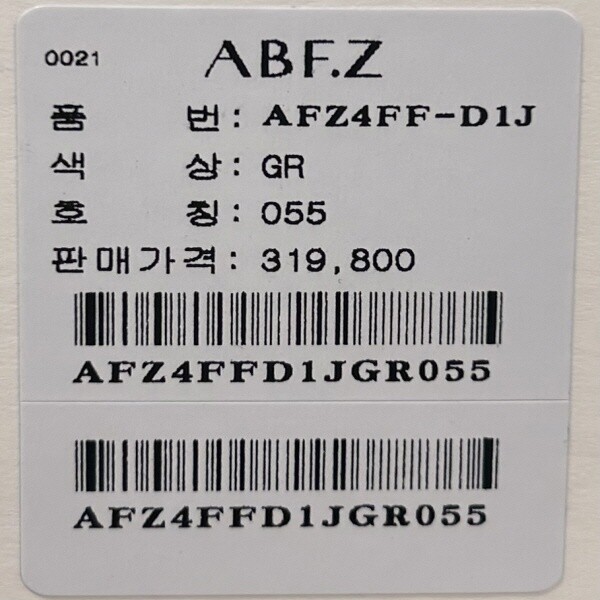 0021 ABF.Z
품 번: AFZ4FF-D1J
색 상: GR
호 칭: 055
판매가격: 319,800
AFZ4FFD1JGR055
AFZ4FFD1JGR055